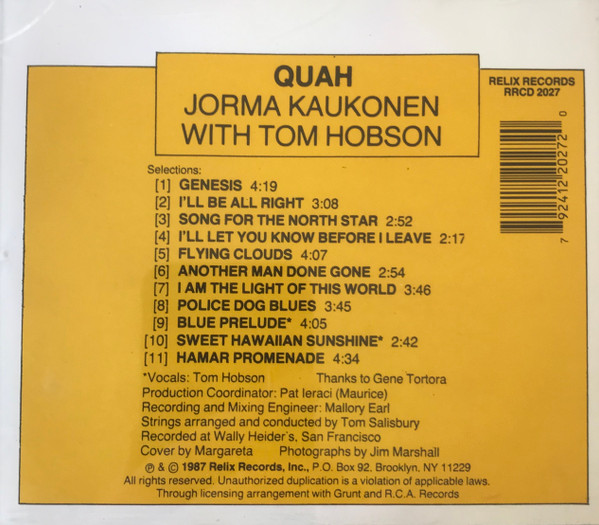 QUAH
JORMA KAUKONEN
WITH TOM HOBSON
RELIX RECORDS
RRCD 2027
7 92412 20272 0
Selections:
[1] GENESIS 4:19
[2] I'LL BE ALL RIGHT 3:08
[3] SONG FOR THE NORTH STAR 2:52
[4] I'LL LET YOU KNOW BEFORE I LEAVE 2:17
[5] FLYING CLOUDS 4:07
[6] ANOTHER MAN DONE GONE 2:54
[7] I AM THE LIGHT OF THIS WORLD 3:46
[8] POLICE DOG BLUES 3:45
[9] BLUE PRELUDE* 4:05
[10] SWEET HAWAIIAN SUNSHINE* 2:42
[11] HAMAR PROMENADE 4:34
*Vocals: Tom Hobson Thanks to Gene Tortora
Production Coordinator: Pat Ieraci (Maurice)
Recording and Mixing Engineer: Mallory Earl
Strings arranged and conducted by Tom Salisbury
Recorded at Wally Heider's, San Francisco
Cover by Margareta Photographs by Jim Marshall
℗ & © 1987 Relix Records, Inc., P.O. Box 92, Brooklyn, NY 11229
All rights reserved. Unauthorized duplication is a violation of applicable laws.
Through licensing arrangement with Grunt and R.C.A. Records